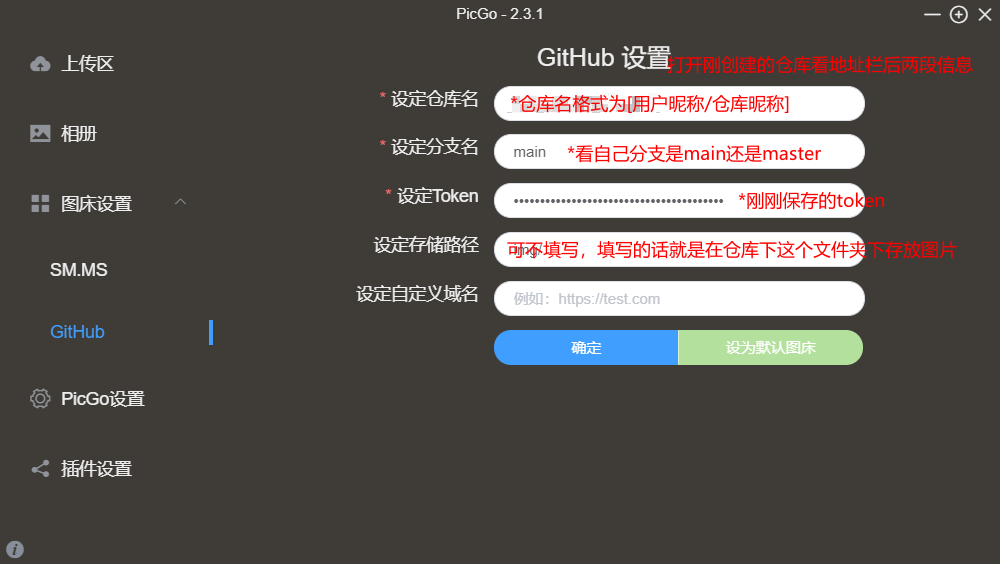 PicGo - 2.3.1
上传区
相册
图床设置
SM.MS
GitHub
PicGo设置
插件设置
GitHub 设置
打开刚创建的仓库看地址栏后两段信息
* 设定仓库名
*仓库名格式为[用户昵称/仓库昵称]
* 设定分支名
main
*看自己分支是main还是master
* 设定Token
••••••••••••••••••••••••••••••••••••••••
*刚刚保存的token
设定存储路径
可不填写，填写的话就是在仓库下这个文件夹下存放图片
设定自定义域名
例如：https://test.com
确定
设为默认图床